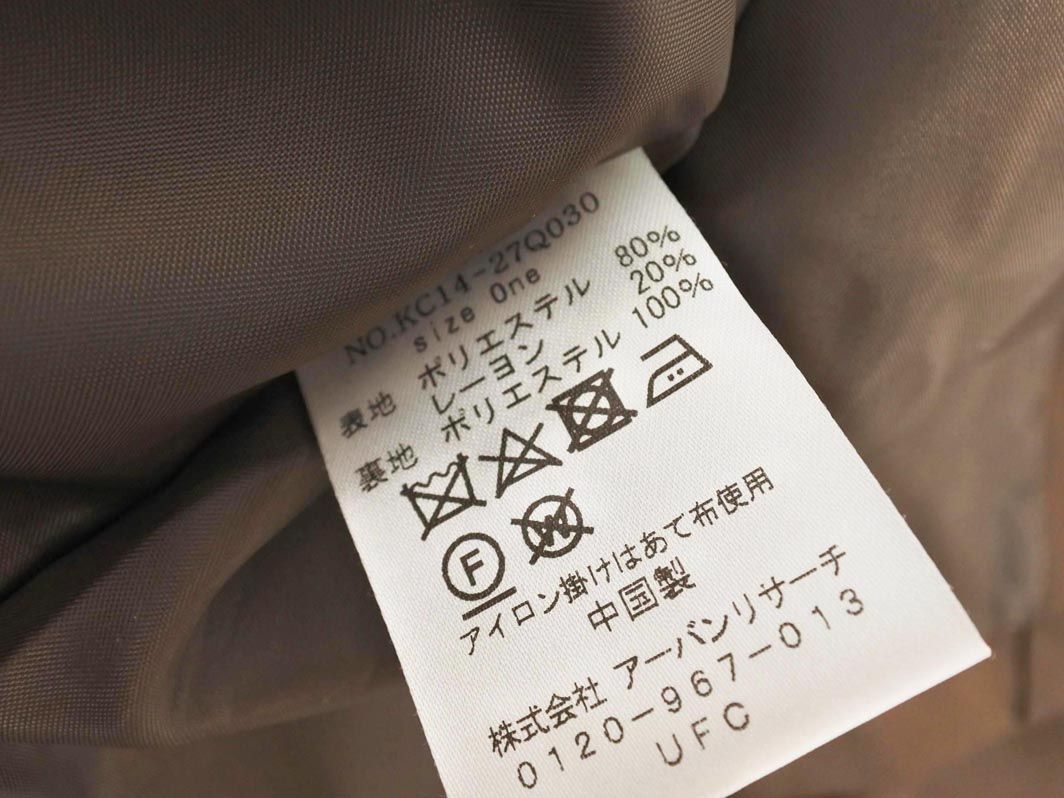 NO.KC14-27Q030
size One
表地 ポリエステル 80%
レーヨン 20%
裏地 ポリエステル 100%
F W
アイロン掛けはあて布使用
中国製
株式会社 アーバンリサーチ
0120-967-013
UFC